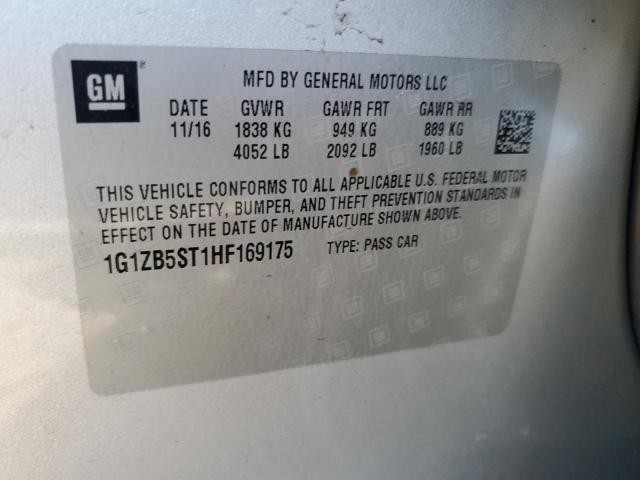 GM®
MFD BY GENERAL MOTORS LLC
DATE GVWR GAWR FRT GAWR RR
11/16 1838 KG 949 KG 889 KG
4052 LB 2092 LB 1960 LB
THIS VEHICLE CONFORMS TO ALL APPLICABLE U.S. FEDERAL MOTOR
VEHICLE SAFETY, BUMPER, AND THEFT PREVENTION STANDARDS IN
EFFECT ON THE DATE OF MANUFACTURE SHOWN ABOVE.
1G1ZB5ST1HF169175 TYPE: PASS CAR